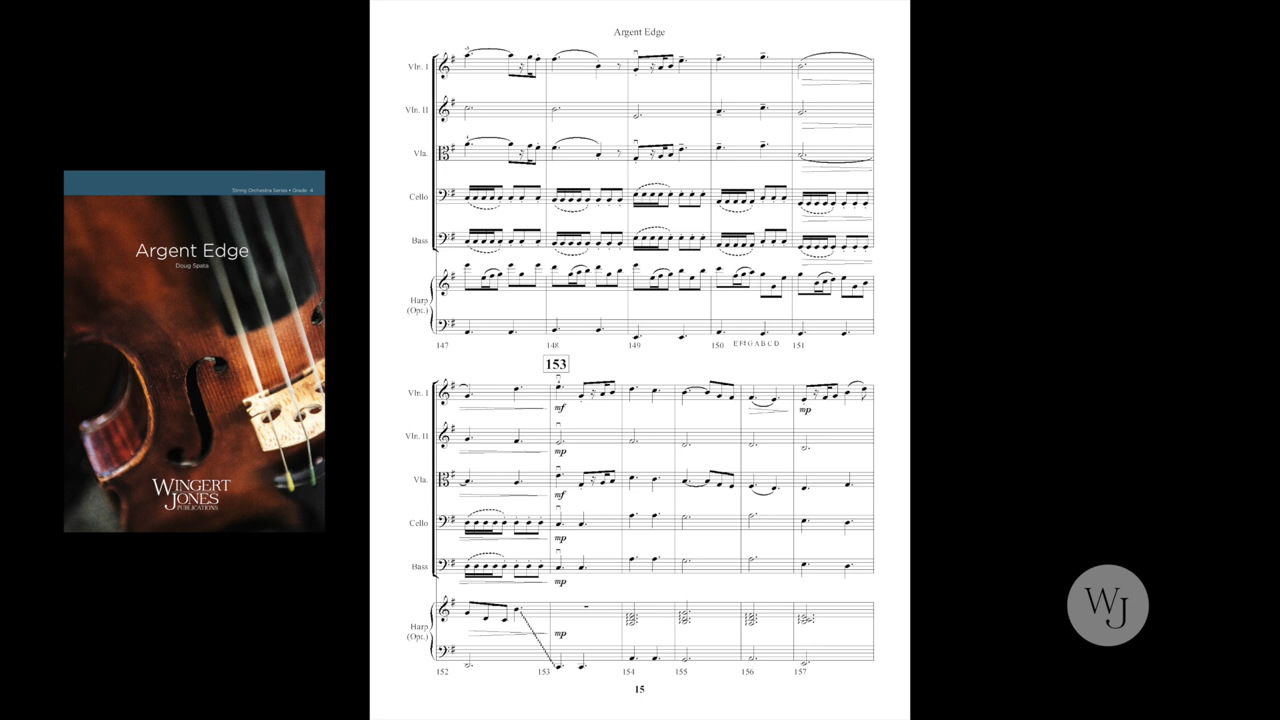 String Orchestra Series • Grade 4
Argent Edge
Doug Spata
WINGERT
JONES
PUBLICATIONS
Argent Edge
Vln. I
Vln. II
Vla.
Cello
Bass
Harp
(Opt.)
147 148 149 150 E F# G A B C D 151
153
Vln. I mf mp
Vln. II mp
Vla. mf
Cello mp
Bass mp
Harp
(Opt.) mp
152 153 154 155 156 157
15
WJ